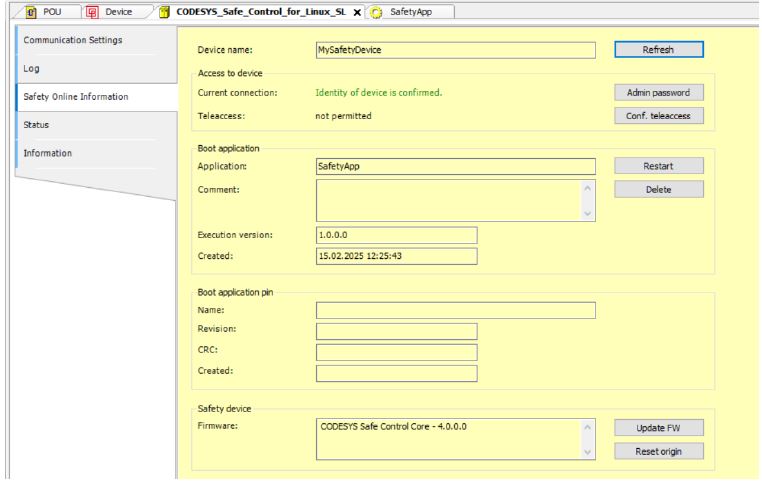 POU Device CODESYS_Safe_Control_for_Linux_SL SafetyApp
Communication Settings
Log
Safety Online Information
Status
Information
Device name: MySafetyDevice Refresh
Access to device
Current connection: Identity of device is confirmed. Admin password
Teleaccess: not permitted Conf. teleaccess
Boot application
Application: SafetyApp Restart
Comment: Delete
Execution version: 1.0.0.0
Created: 15.02.2025 12:25:43
Boot application pin
Name:
Revision:
CRC:
Created:
Safety device
Firmware: CODESYS Safe Control Core - 4.0.0.0 Update FW
Reset origin